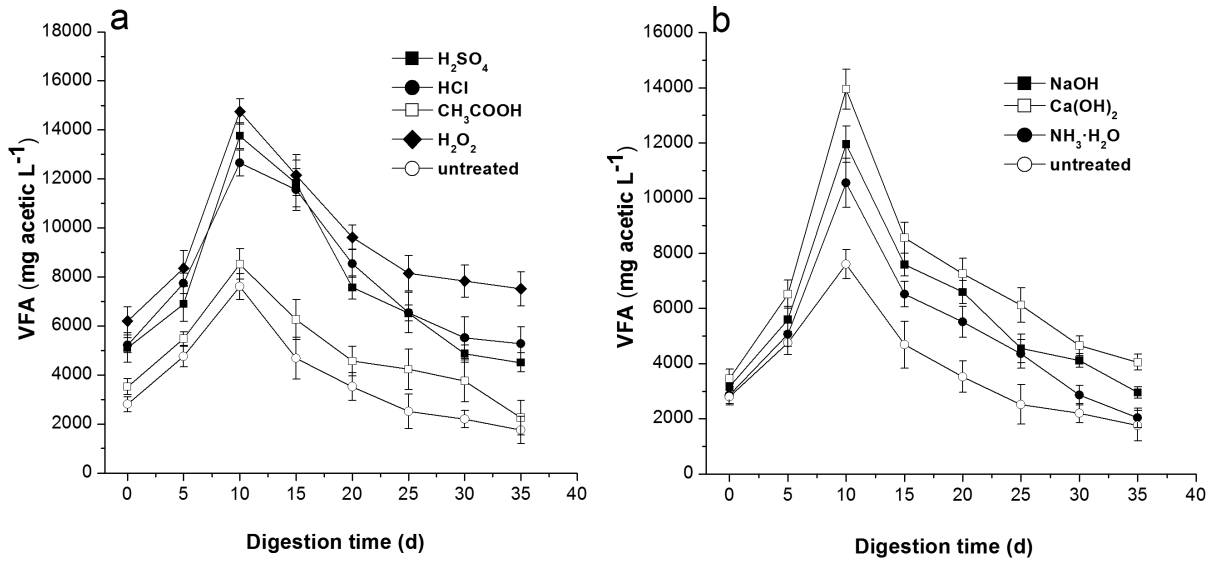 a
18000
16000
14000
12000
10000
8000
6000
4000
2000
0
VFA (mg acetic L⁻¹)
H₂SO₄
HCl
CH₃COOH
H₂O₂
untreated
0 5 10 15 20 25 30 35 40
Digestion time (d)
b
16000
14000
12000
10000
8000
6000
4000
2000
0
VFA (mg acetic L⁻¹)
NaOH
Ca(OH)₂
NH₃·H₂O
untreated
0 5 10 15 20 25 30 35 40
Digestion time (d)